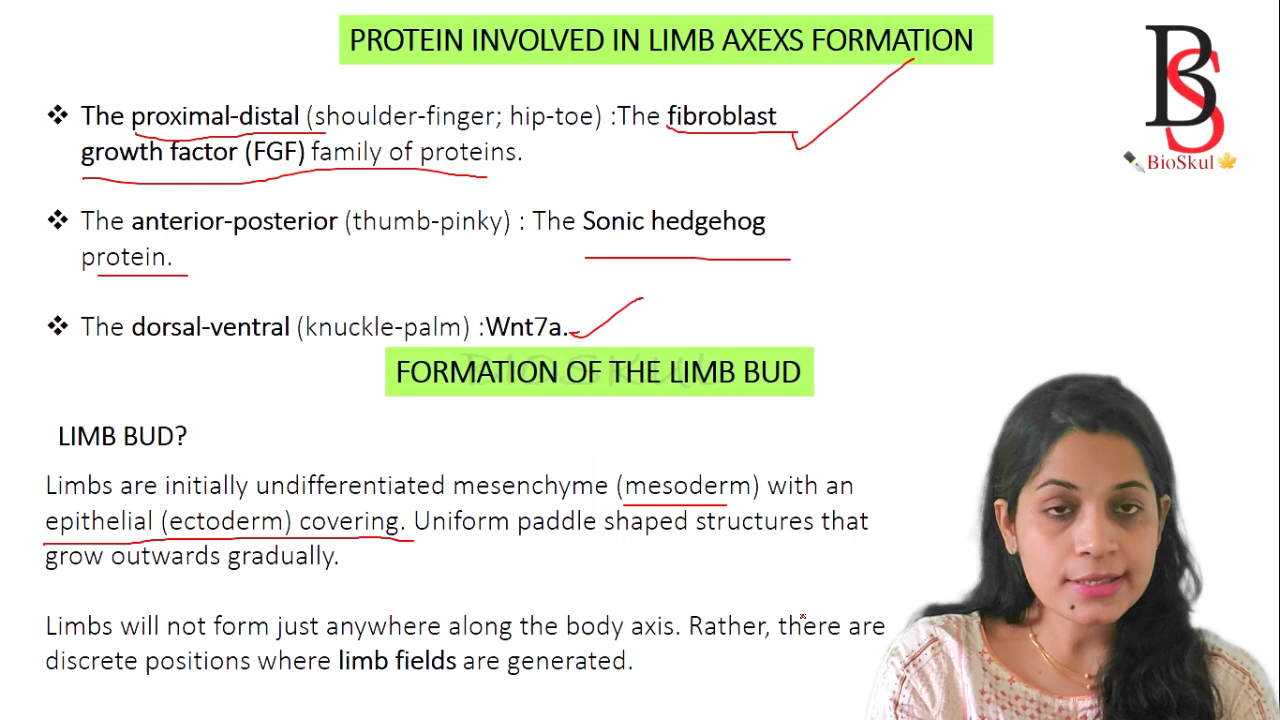 PROTEIN INVOLVED IN LIMB AXEXS FORMATION
BS
BioSkul
❖ The proximal-distal (shoulder-finger; hip-toe) :The fibroblast
growth factor (FGF) family of proteins.
❖ The anterior-posterior (thumb-pinky) : The Sonic hedgehog
protein.
❖ The dorsal-ventral (knuckle-palm) :Wnt7a.
BIOSKUL
FORMATION OF THE LIMB BUD
LIMB BUD?
Limbs are initially undifferentiated mesenchyme (mesoderm) with an
epithelial (ectoderm) covering. Uniform paddle shaped structures that
grow outwards gradually.
Limbs will not form just anywhere along the body axis. Rather, there are
discrete positions where limb fields are generated.